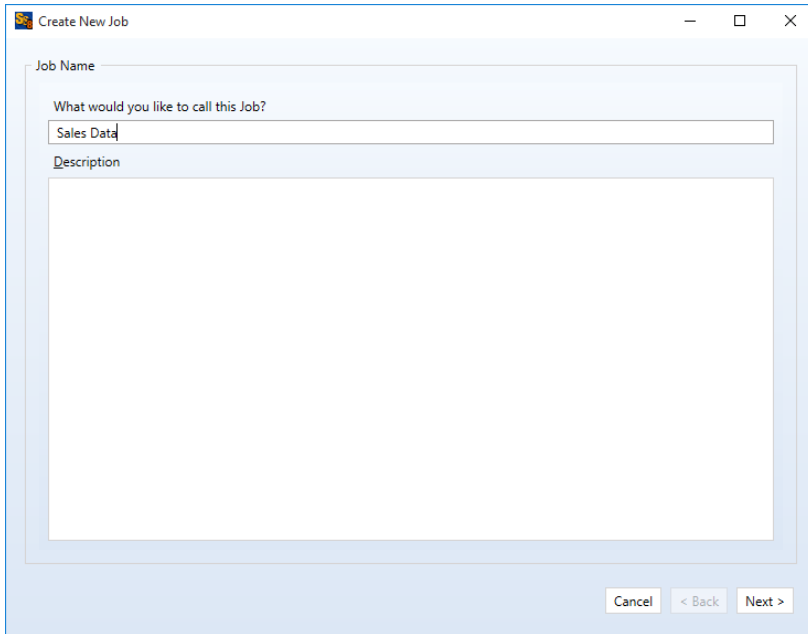 Create New Job
Job Name
What would you like to call this Job?
Sales Data
Description
Cancel < Back Next >